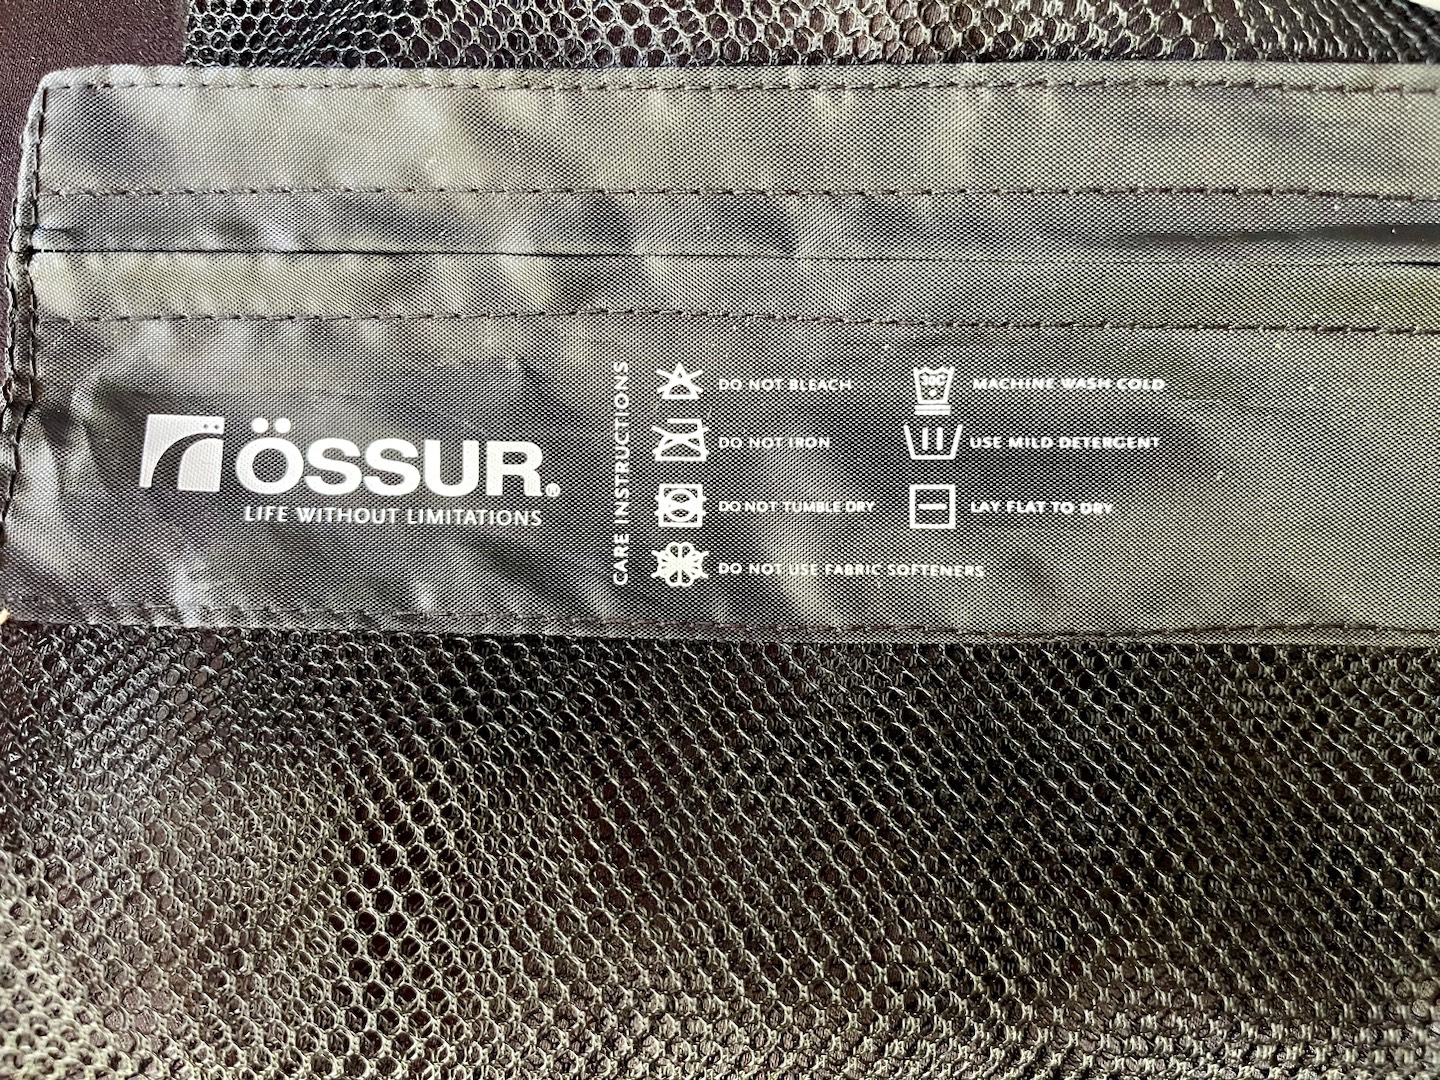 ÖSSUR®
LIFE WITHOUT LIMITATIONS
CARE INSTRUCTIONS
DO NOT BLEACH
DO NOT IRON
DO NOT TUMBLE DRY
DO NOT USE FABRIC SOFTENERS
30C° MACHINE WASH COLD
USE MILD DETERGENT
LAY FLAT TO DRY